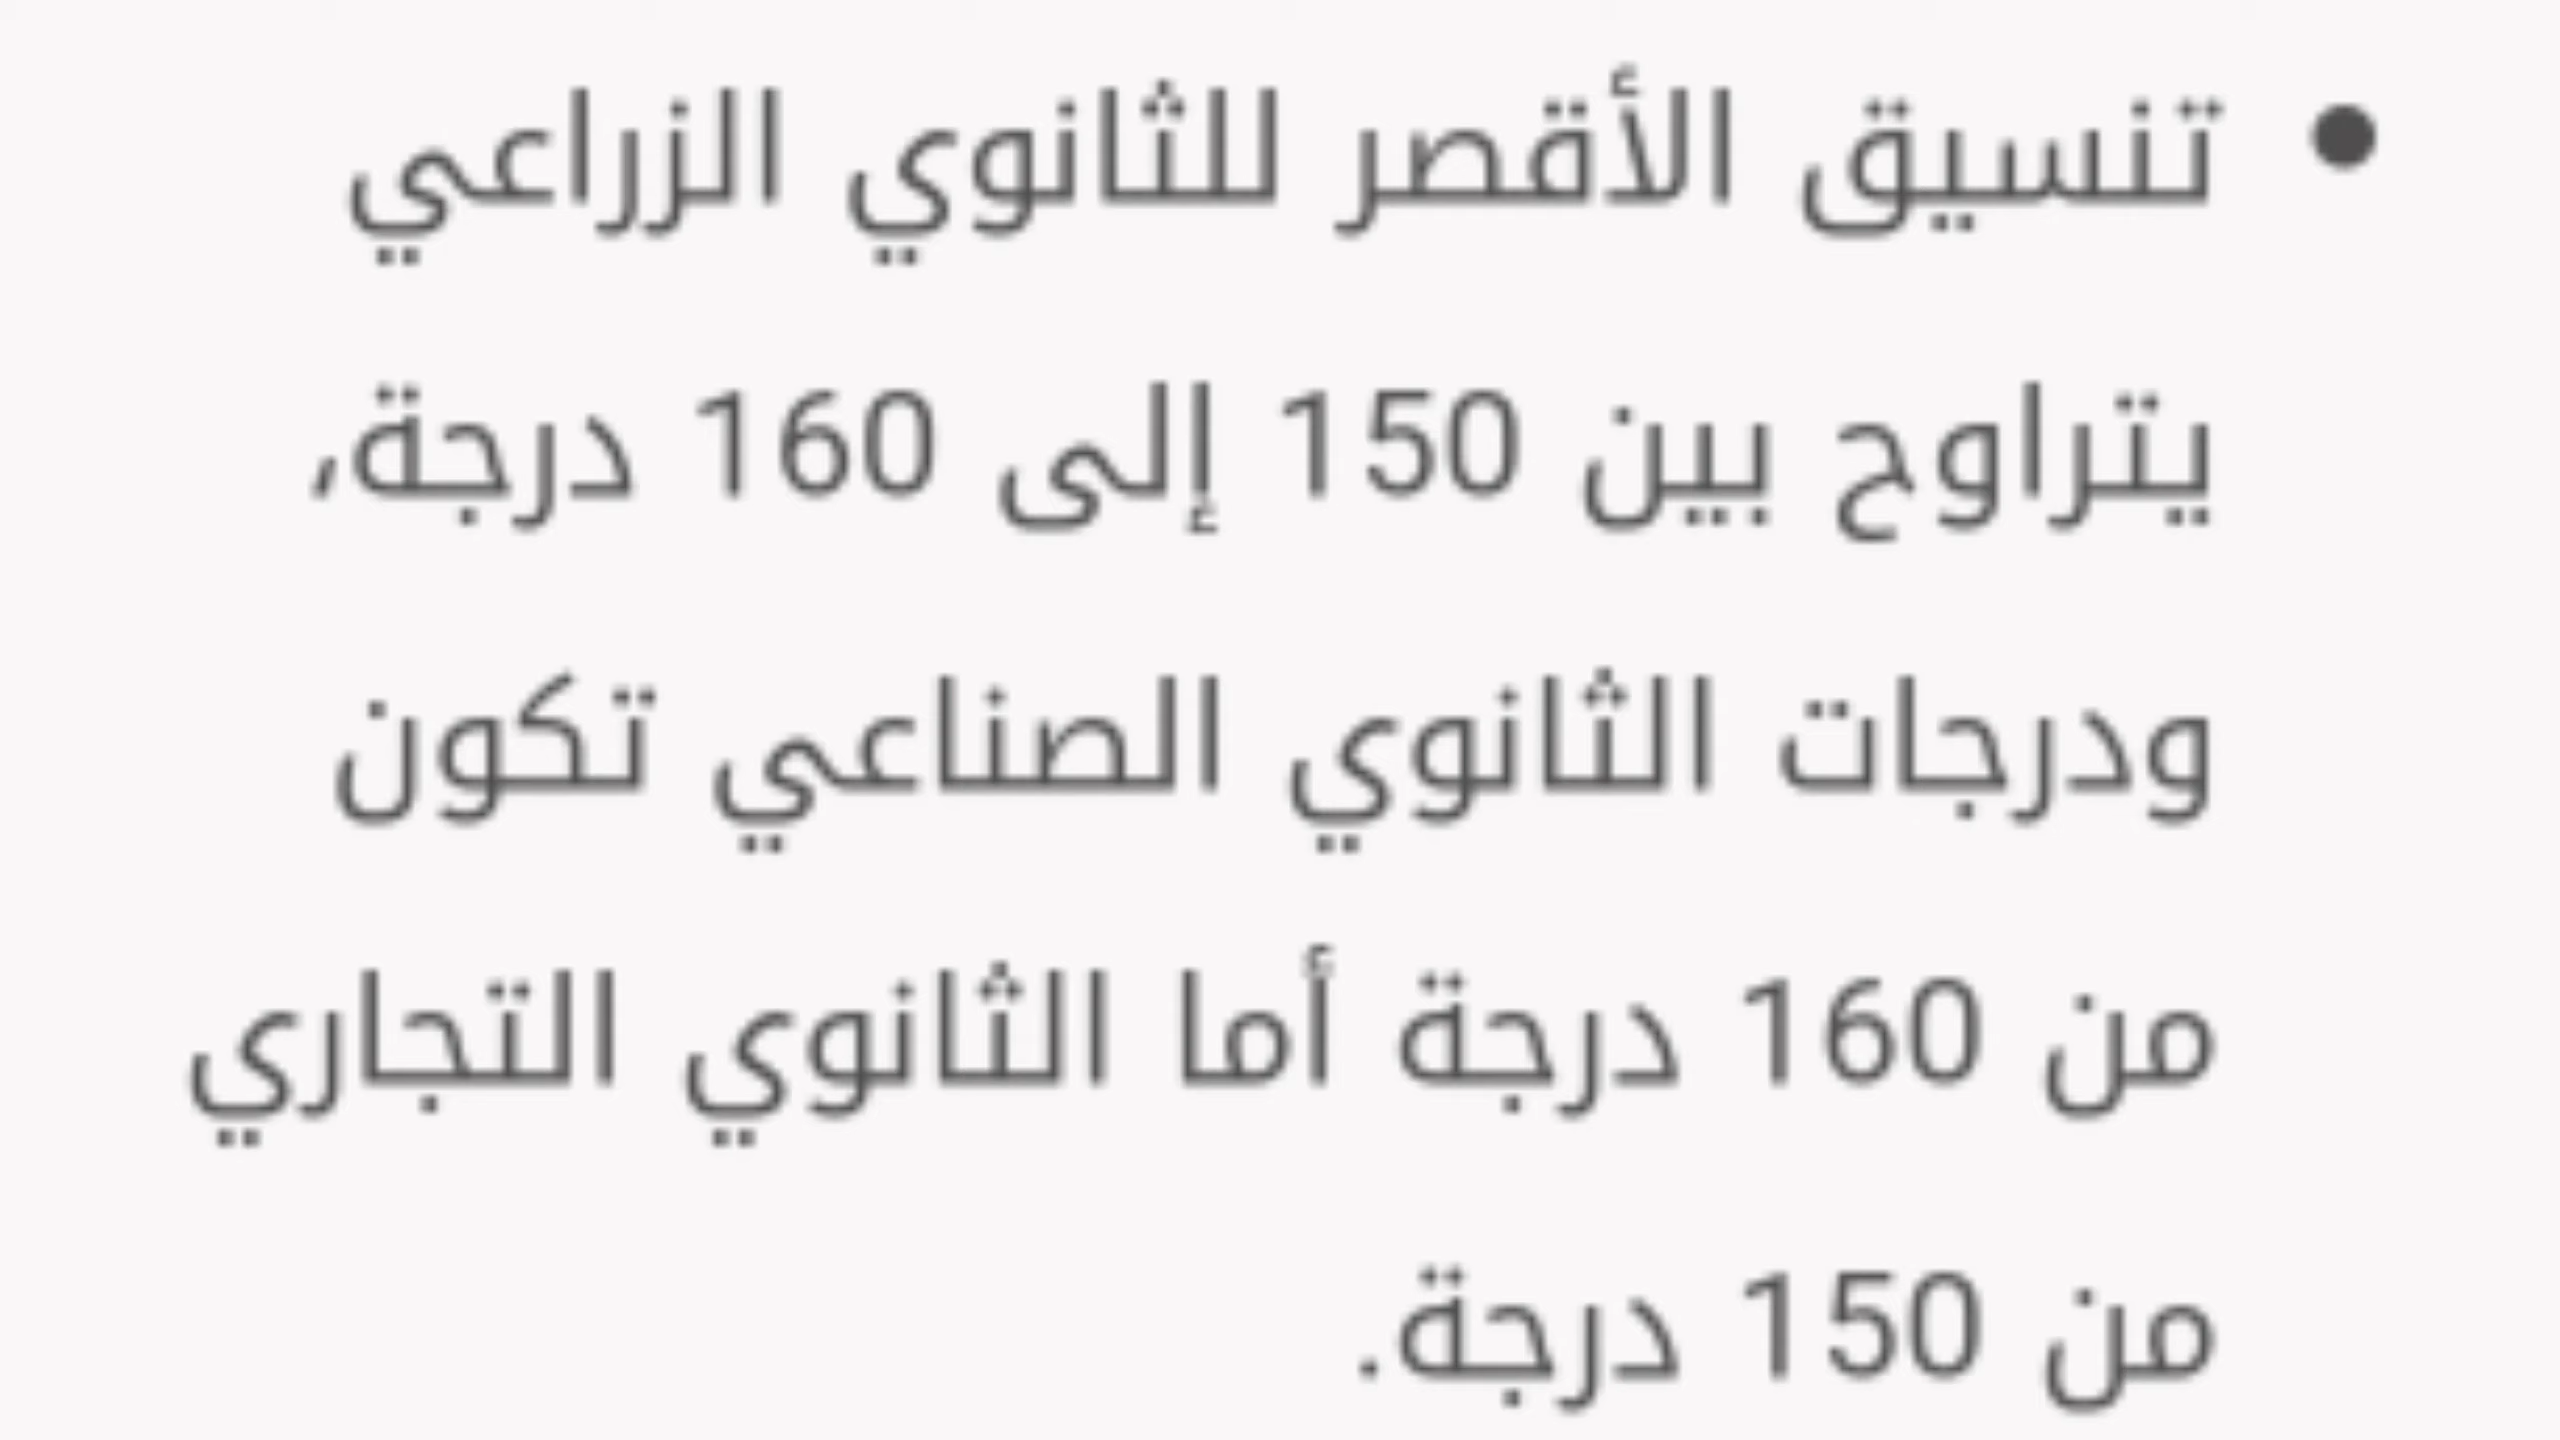 • تنسيق الأقصر للثانوي الزراعي
يتراوح بين 150 إلى 160 درجة،
ودرجات الثانوي الصناعي تكون
من 160 درجة أما الثانوي التجاري
من 150 درجة.